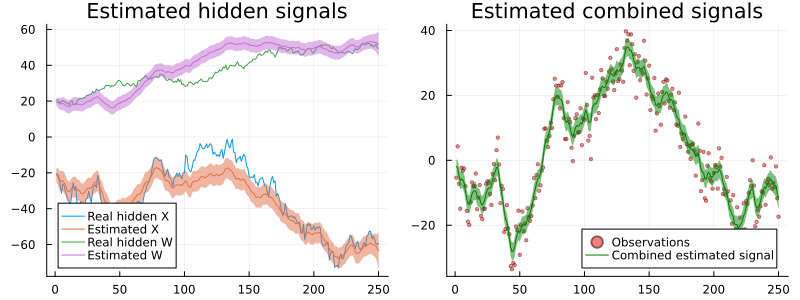 Estimated hidden signals
60
40
20
0
−20
−40
−60
0
50
100
150
200
250
Real hidden X
Estimated X
Real hidden W
Estimated W
Estimated combined signals
40
20
0
−20
0
50
100
150
200
250
Observations
Combined estimated signal